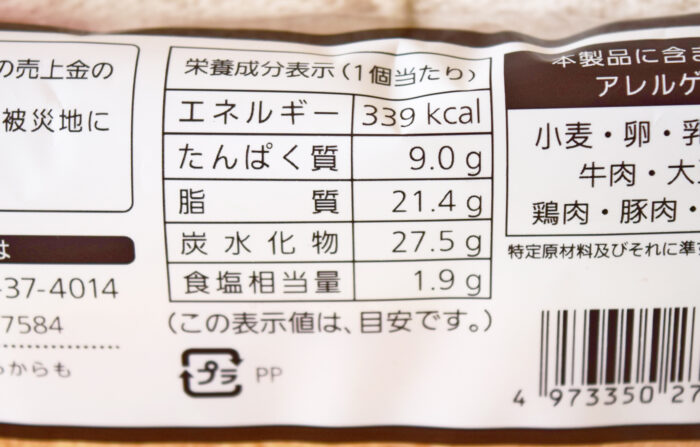 の売上金の
被災地に
は
-37-4014
7584
からも
栄養成分表示(1個当たり)
エネルギー 339 kcal
たんぱく質 9.0 g
脂質 21.4 g
炭水化物 27.5 g
食塩相当量 1.9 g
(この表示値は、目安です。)
プラ PP
本製品に含ま
アレルゲ
小麦・卵・乳
牛肉・大
鶏肉・豚肉・
特定原材料及びそれに準ず
4 973350 27